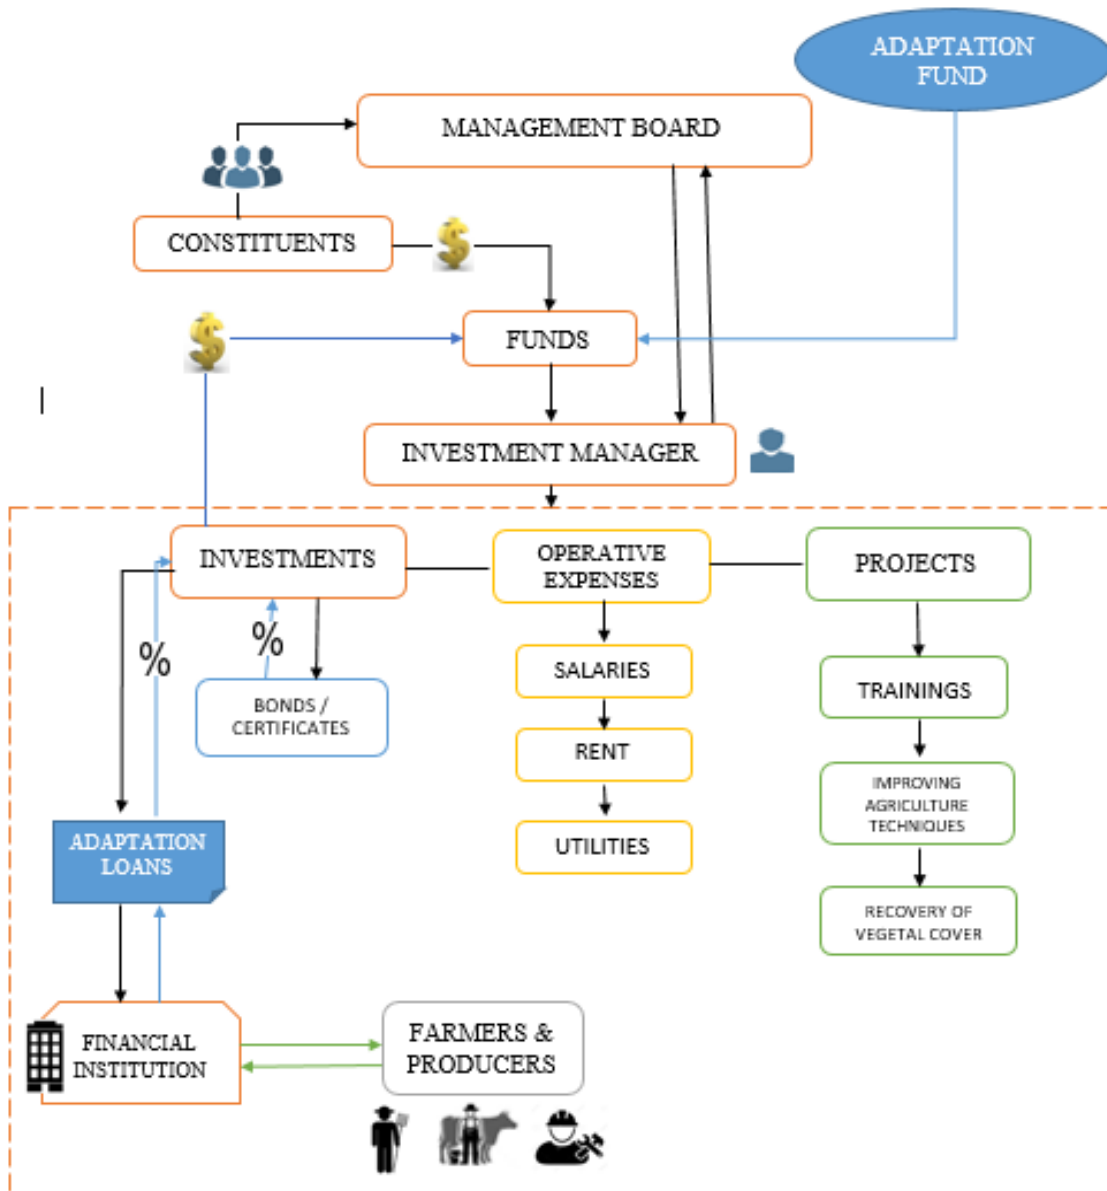 ADAPTATION
FUND
MANAGEMENT BOARD
CONSTITUENTS
$
$
FUNDS
INVESTMENT MANAGER
INVESTMENTS
OPERATIVE
EXPENSES
PROJECTS
%
%
BONDS /
CERTIFICATES
SALARIES
TRAININGS
RENT
IMPROVING
AGRICULTURE
TECHNIQUES
UTILITIES
ADAPTATION
LOANS
RECOVERY OF
VEGETAL COVER
FINANCIAL
INSTITUTION
FARMERS &
PRODUCERS